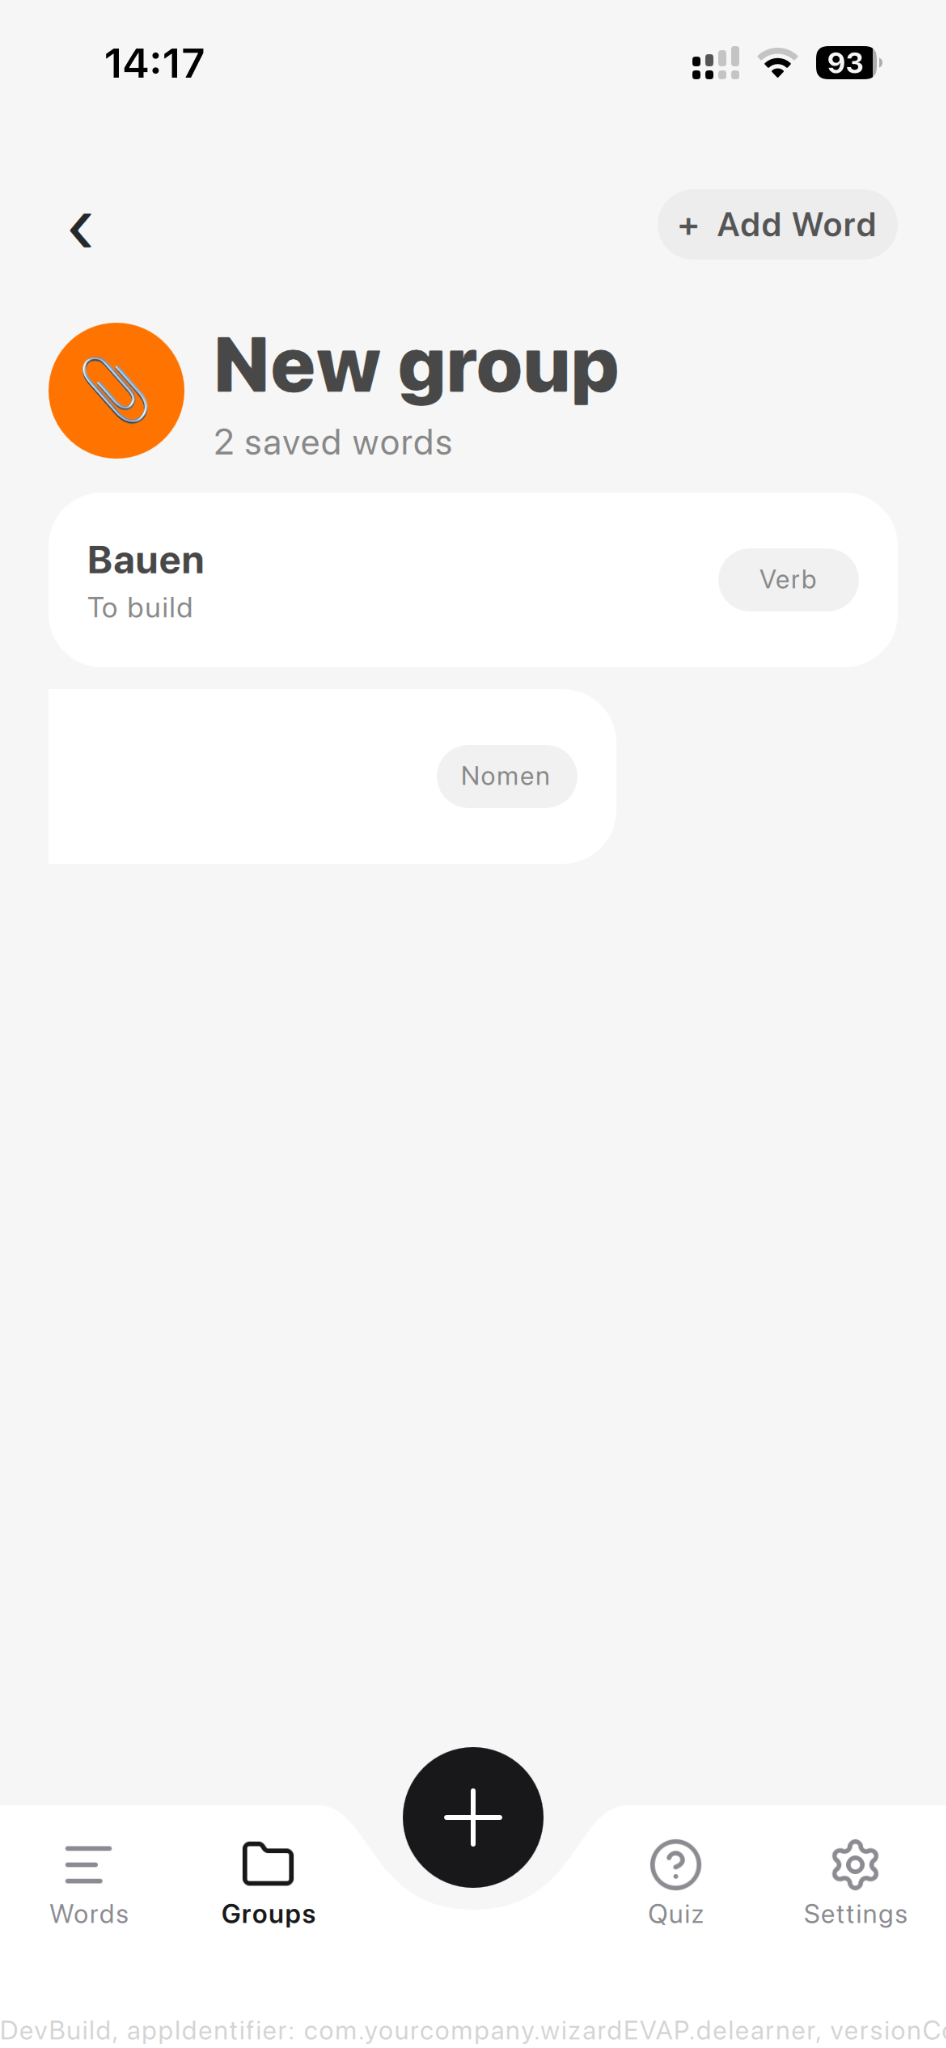 14:17
93
+ Add Word
New group
2 saved words
Bauen
To build
Verb
Nomen
Words
Groups
Quiz
Settings
DevBuild, appIdentifier: com.yourcompany.wizardEVAP.delearner, versionCo